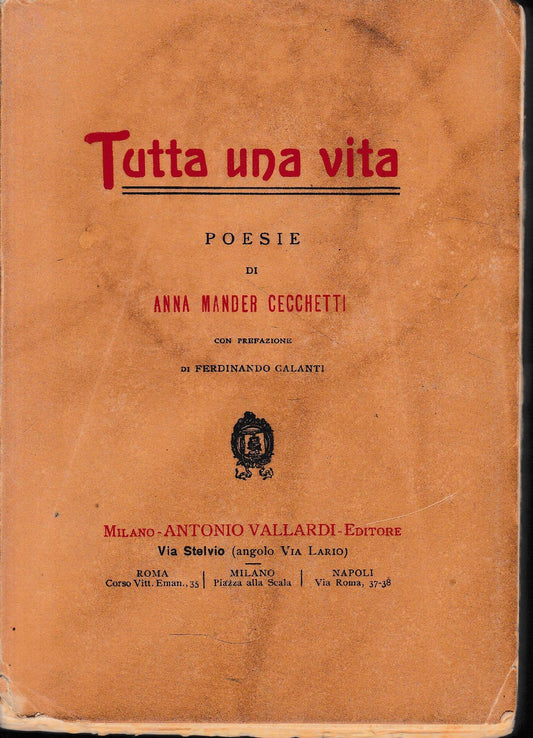 Tutta una vita
POESIE
DI
ANNA MANDER CECCHETTI
CON PREFAZIONE
DI FERDINANDO GALANTI
MILANO - ANTONIO VALLARDI - EDITORE
Via Stelvio (angolo VIA LARIO)
ROMA | MILANO | NAPOLI
Corso Vitt. Eman., 35 | Piazza alla Scala | Via Roma, 37-38